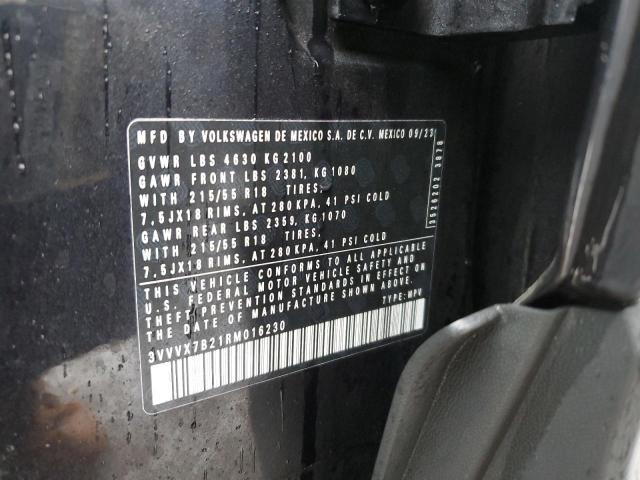 MFD BY VOLKSWAGEN DE MEXICO S.A. DE C.V. MEXICO 09/23
GVWR LBS 4630 KG 2100
GAWR FRONT LBS 2381, KG 1080
WITH 215/55 R18 TIRES,
7,5JX18 RIMS, AT 280 KPA, 41 PSI COLD
GAWR REAR LBS 2359, KG 1070
WITH 215/55 R18 TIRES,
7,5JX18 RIMS, AT 280 KPA, 41 PSI COLD
THIS VEHICLE CONFORMS TO ALL APPLICABLE
U.S. FEDERAL MOTOR VEHICLE SAFETY AND
THEFT PREVENTION STANDARDS IN EFFECT ON
THE DATE OF MANUFACTURE SHOWN ABOVE.
3VVVX7B21RM016230 TYPE: MPV
3526202 3878